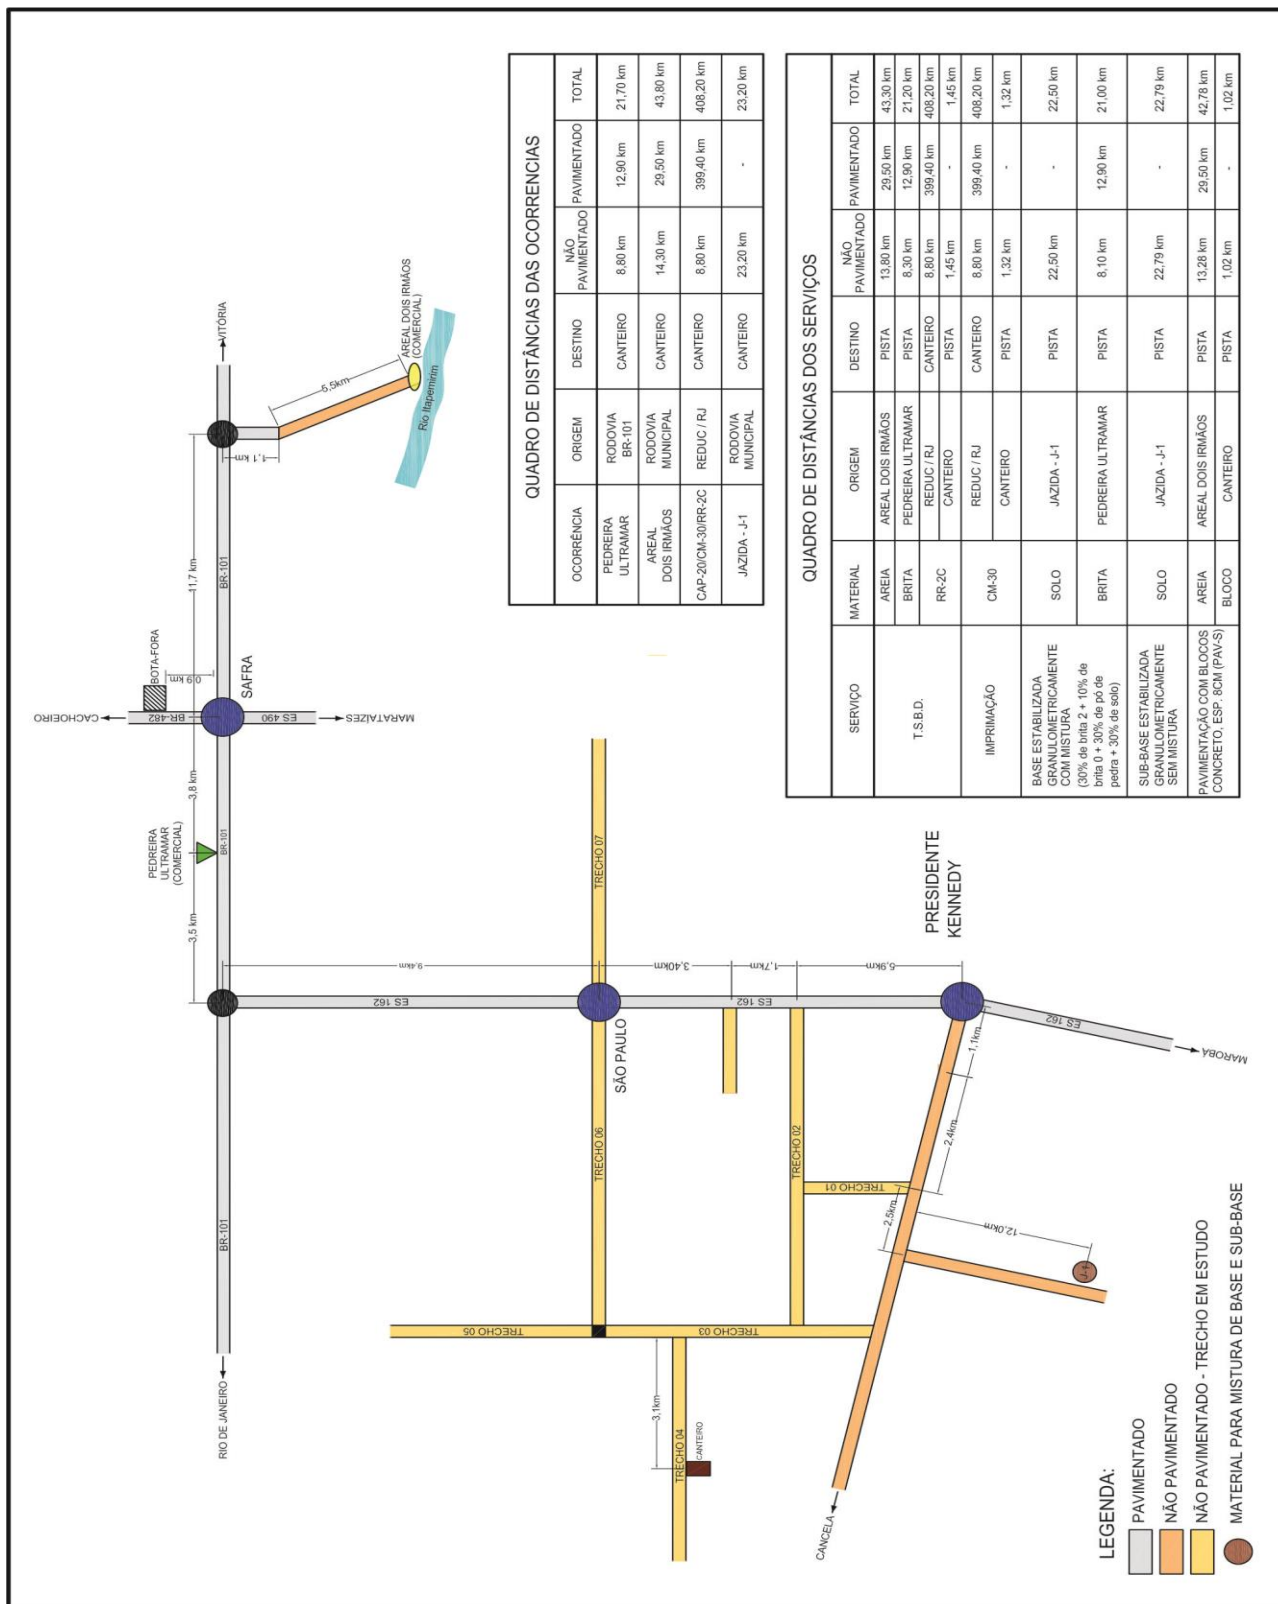 VITÓRIA
AREAL DOIS IRMÃOS
(COMERCIAL)
5,5km
Rio Itapemirim
1,1 km
11,7 km
BR-101
BOTA-FORA
0,9 km
SAFRA
CACHOEIRO
BR-482
ES 490
MARATAÍZES
3,8 km
PEDREIRA
ULTRAMAR
(COMERCIAL)
BR-101
3,5 km
BR-101
RIO DE JANEIRO
ES 162
9,4km
TRECHO 07
SÃO PAULO
3,40km
1,7km
5,9km
ES 162
PRESIDENTE
KENNEDY
ES 162
MAROBÁ
TRECHO 06
TRECHO 02
TRECHO 01
1,1km
2,4km
2,5km
12,0km
J-1
TRECHO 05
TRECHO 03
3,1km
TRECHO 04
CANTEIRO
CANCELA
QUADRO DE DISTÂNCIAS DAS OCORRENCIAS
OCORRÊNCIA ORIGEM DESTINO NÃO PAVIMENTADO PAVIMENTADO TOTAL
PEDREIRA ULTRAMAR RODOVIA BR-101 CANTEIRO 8,80 km 12,90 km 21,70 km
AREAL DOIS IRMÃOS RODOVIA MUNICIPAL CANTEIRO 14,30 km 29,50 km 43,80 km
CAP-20/CM-30/RR-2C REDUC / RJ CANTEIRO 8,80 km 399,40 km 408,20 km
JAZIDA - J-1 RODOVIA MUNICIPAL CANTEIRO 23,20 km - 23,20 km
QUADRO DE DISTÂNCIAS DOS SERVIÇOS
SERVIÇO MATERIAL ORIGEM DESTINO NÃO PAVIMENTADO PAVIMENTADO TOTAL
T.S.B.D. AREIA AREAL DOIS IRMÃOS PISTA 13,80 km 29,50 km 43,30 km
BRITA PEDREIRA ULTRAMAR PISTA 8,30 km 12,90 km 21,20 km
RR-2C REDUC / RJ CANTEIRO 8,80 km 399,40 km 408,20 km
CANTEIRO PISTA 1,45 km - 1,45 km
IMPRIMAÇÃO CM-30 REDUC / RJ CANTEIRO 8,80 km 399,40 km 408,20 km
CANTEIRO PISTA 1,32 km - 1,32 km
BASE ESTABILIZADA
GRANULOMETRICAMENTE
COM MISTURA
(30% de brita 2 + 10% de
brita 0 + 30% de pó de
pedra + 30% de solo)
SOLO JAZIDA - J-1 PISTA 22,50 km - 22,50 km
BRITA PEDREIRA ULTRAMAR PISTA 8,10 km 12,90 km 21,00 km
SUB-BASE ESTABILIZADA
GRANULOMETRICAMENTE
SEM MISTURA
SOLO JAZIDA - J-1 PISTA 22,79 km - 22,79 km
PAVIMENTAÇÃO COM BLOCOS
CONCRETO, ESP. 8CM (PAV-S)
AREIA AREAL DOIS IRMÃOS PISTA 13,28 km 29,50 km 42,78 km
BLOCO CANTEIRO PISTA 1,02 km - 1,02 km
LEGENDA:
PAVIMENTADO
NÃO PAVIMENTADO
NÃO PAVIMENTADO - TRECHO EM ESTUDO
MATERIAL PARA MISTURA DE BASE E SUB-BASE